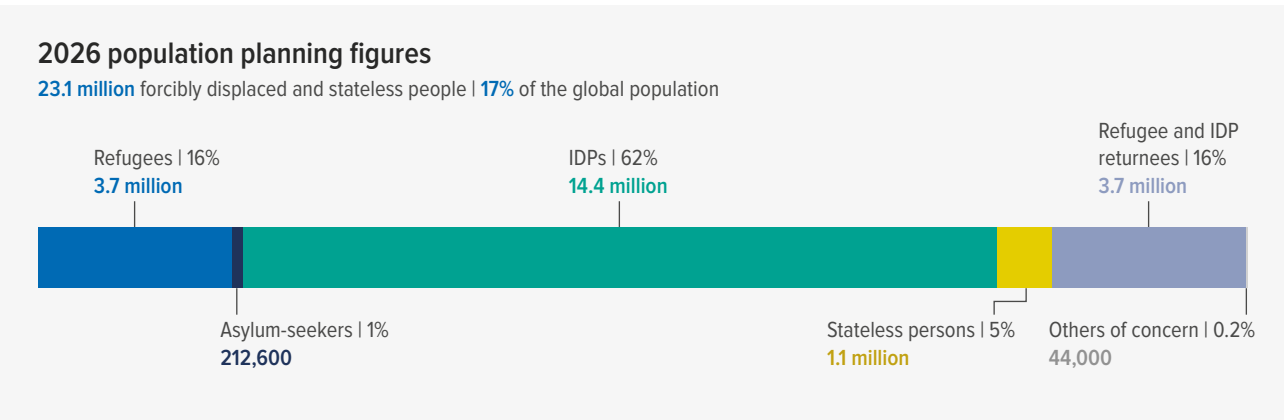 2026 population planning figures
23.1 million forcibly displaced and stateless people | 17% of the global population
Refugees | 16%
3.7 million
IDPs | 62%
14.4 million
Refugee and IDP
returnees | 16%
3.7 million
Asylum-seekers | 1%
212,600
Stateless persons | 5%
1.1 million
Others of concern | 0.2%
44,000